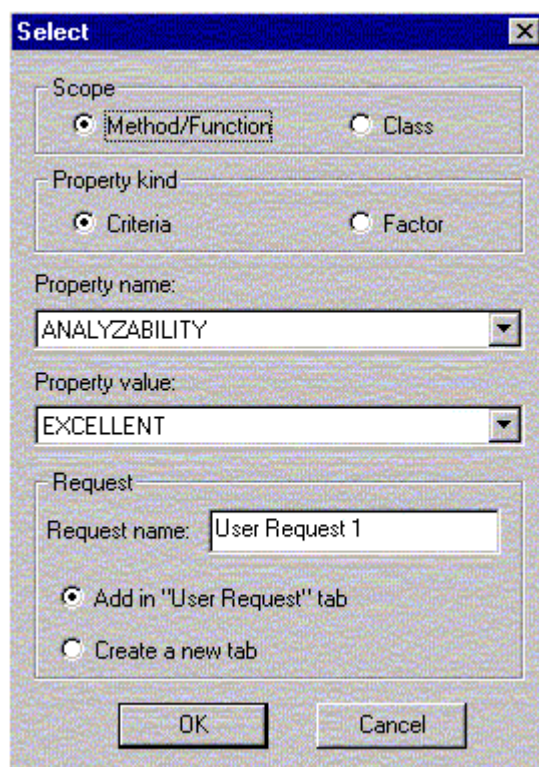 Select
Scope
Method/Function Class
Property kind
Criteria Factor
Property name:
ANALYZABILITY
Property value:
EXCELLENT
Request
Request name: User Request 1
Add in "User Request" tab
Create a new tab
OK Cancel